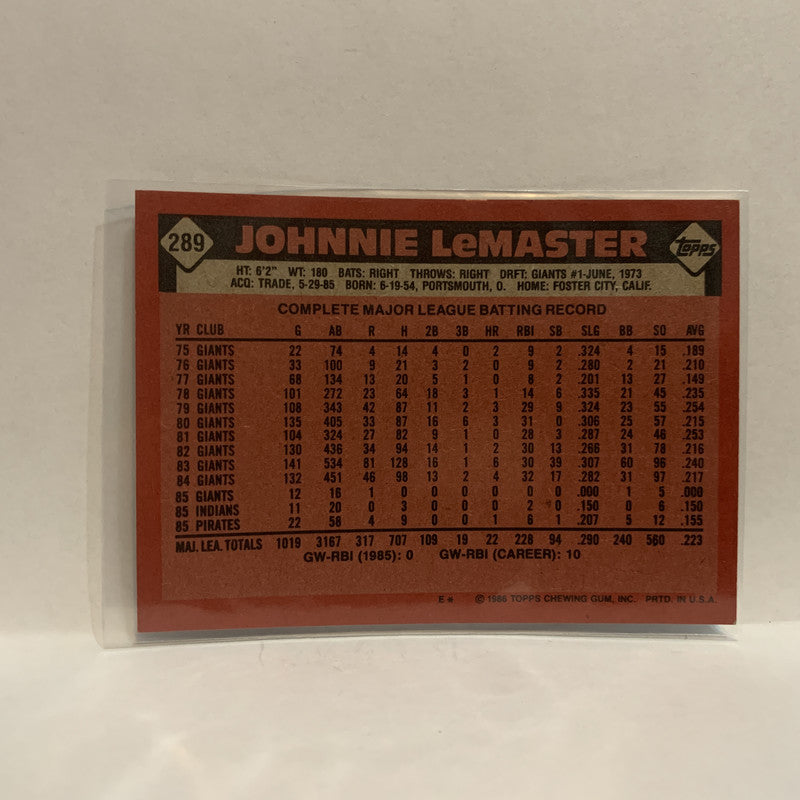 289 JOHNNIE LeMASTER Topps
HT: 6'2" WT: 180 BATS: RIGHT THROWS: RIGHT DRFT: GIANTS #1-JUNE, 1973
ACQ: TRADE, 5-29-85 BORN: 6-19-54, PORTSMOUTH, O. HOME: FOSTER CITY, CALIF.
COMPLETE MAJOR LEAGUE BATTING RECORD
YR CLUB G AB R H 2B 3B HR RBI SB SLG BB SO AVG
75 GIANTS 22 74 4 14 4 0 2 9 2 .324 4 15 .189
76 GIANTS 33 100 9 21 3 2 0 9 2 .280 2 21 .210
77 GIANTS 68 134 13 20 5 1 0 8 2 .201 13 27 .149
78 GIANTS 101 272 23 64 18 3 1 14 6 .335 21 45 .235
79 GIANTS 108 343 42 87 11 2 3 29 9 .324 23 55 .254
80 GIANTS 135 405 33 87 16 6 3 31 0 .306 25 57 .215
81 GIANTS 104 324 27 82 9 1 0 28 3 .287 24 46 .253
82 GIANTS 130 436 34 94 14 1 2 30 13 .266 31 78 .216
83 GIANTS 141 534 81 128 16 1 6 30 39 .307 60 96 .240
84 GIANTS 132 451 46 98 13 2 4 32 17 .282 31 97 .217
85 GIANTS 12 16 1 0 0 0 0 0 0 .000 1 5 .000
85 INDIANS 11 20 0 3 0 0 0 2 0 .150 0 6 .150
85 PIRATES 22 58 4 9 0 0 1 6 1 .207 5 12 .155
MAJ. LEA. TOTALS 1019 3167 317 707 109 19 22 228 94 .290 240 560 .223
GW-RBI (1985): 0 GW-RBI (CAREER): 10
E* © 1986 TOPPS CHEWING GUM, INC. PRTD. IN U.S.A.